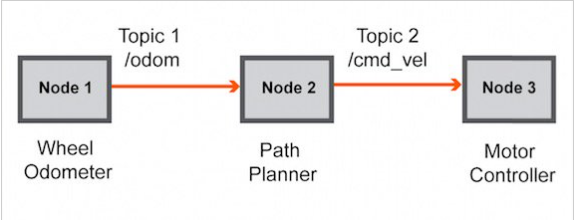 Topic 1
/odom
Topic 2
/cmd_vel
Node 1
Node 2
Node 3
Wheel
Odometer
Path
Planner
Motor
Controller